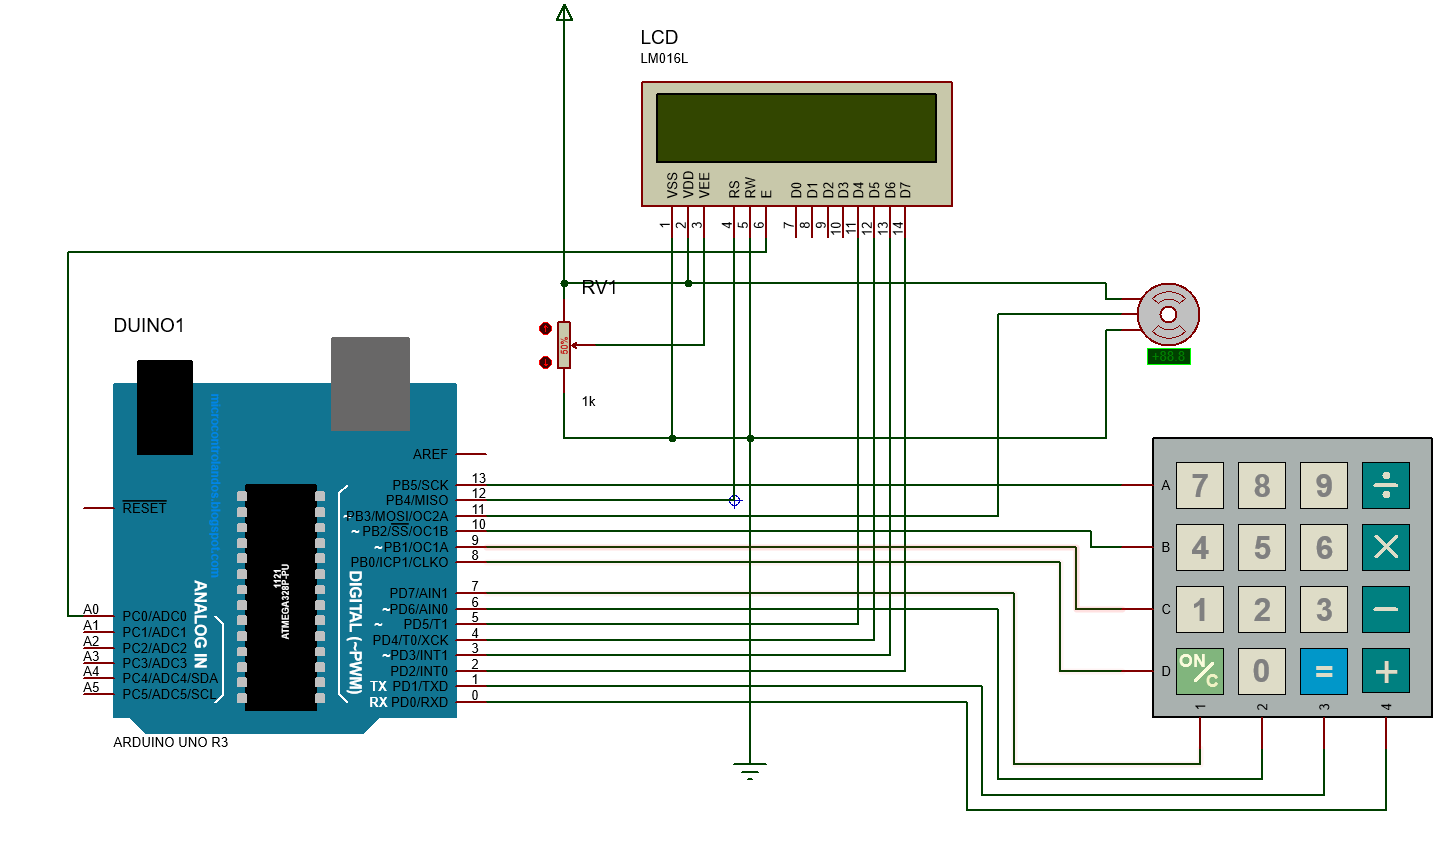 LCD
LM016L
VSS
VDD
VEE
RS
RW
E
D0
D1
D2
D3
D4
D5
D6
D7
1
2
3
4
5
6
7
8
9
10
11
12
13
14
RV1
50%
1k
+88.8
DUINO1
microcontrolandos.blogspot.com
AREF
RESET
PB5/SCK 13
PB4/MISO 12
~PB3/MOSI/OC2A 11
~ PB2/SS/OC1B 10
~PB1/OC1A 9
PB0/ICP1/CLKO 8
PD7/AIN1 7
~PD6/AIN0 6
~ PD5/T1 5
PD4/T0/XCK 4
~PD3/INT1 3
PD2/INT0 2
TX PD1/TXD 1
RX PD0/RXD 0
1121
ATMEGA328P-PU
DIGITAL (~PWM)
ANALOG IN
A0 PC0/ADC0
A1 PC1/ADC1
A2 PC2/ADC2
A3 PC3/ADC3
A4 PC4/ADC4/SDA
A5 PC5/ADC5/SCL
ARDUINO UNO R3
A 7 8 9 ÷
B 4 5 6 ×
C 1 2 3 −
D ON/C 0 = +
1 2 3 4